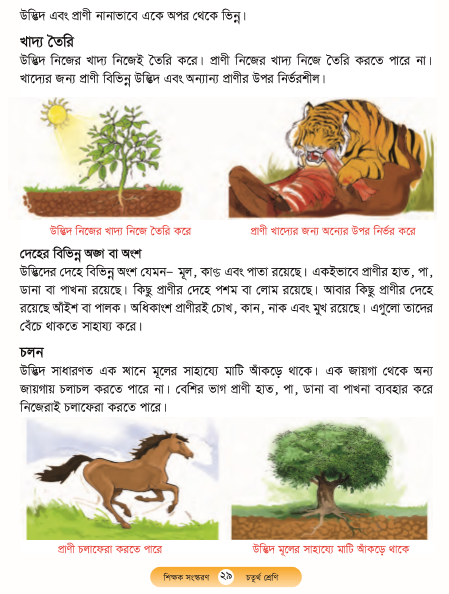 উদ্ভিদ এবং প্রাণী নানাভাবে একে অপর থেকে ভিন্ন।
খাদ্য তৈরি
উদ্ভিদ নিজের খাদ্য নিজেই তৈরি করে। প্রাণী নিজের খাদ্য নিজে তৈরি করতে পারে না।
খাদ্যের জন্য প্রাণী বিভিন্ন উদ্ভিদ এবং অন্যান্য প্রাণীর উপর নির্ভরশীল।
উদ্ভিদ নিজের খাদ্য নিজে তৈরি করে
প্রাণী খাদ্যের জন্য অন্যের উপর নির্ভর করে
দেহের বিভিন্ন অঙ্গ বা অংশ
উদ্ভিদের দেহে বিভিন্ন অংশ যেমন– মূল, কাণ্ড এবং পাতা রয়েছে। একইভাবে প্রাণীর হাত, পা,
ডানা বা পাখনা রয়েছে। কিছু প্রাণীর দেহে পশম বা লোম রয়েছে। আবার কিছু প্রাণীর দেহে
রয়েছে আঁইশ বা পালক। অধিকাংশ প্রাণীরই চোখ, কান, নাক এবং মুখ রয়েছে। এগুলো তাদের
বেঁচে থাকতে সাহায্য করে।
চলন
উদ্ভিদ সাধারণত এক স্থানে মূলের সাহায্যে মাটি আঁকড়ে থাকে। এক জায়গা থেকে অন্য
জায়গায় চলাচল করতে পারে না। বেশির ভাগ প্রাণী হাত, পা, ডানা বা পাখনা ব্যবহার করে
নিজেরাই চলাফেরা করতে পারে।
প্রাণী চলাফেরা করতে পারে
উদ্ভিদ মূলের সাহায্যে মাটি আঁকড়ে থাকে
শিক্ষক সংস্করণ ২৯ চতুর্থ শ্রেণি